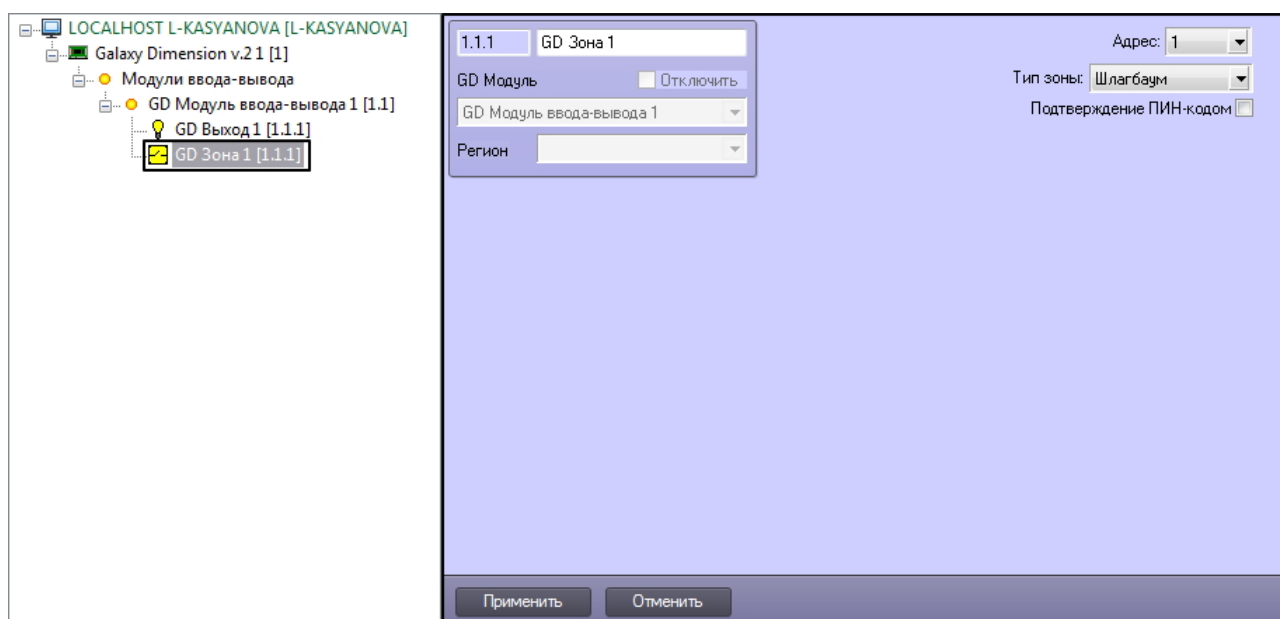 LOCALHOST L-KASYANOVA [L-KASYANOVA]
Galaxy Dimension v.2 1 [1]
Модули ввода-вывода
GD Модуль ввода-вывода 1 [1.1]
GD Выход 1 [1.1.1]
GD Зона 1 [1.1.1]
1.1.1 GD Зона 1
GD Модуль Отключить
GD Модуль ввода-вывода 1
Регион
Адрес: 1
Тип зоны: Шлагбаум
Подтверждение ПИН-кодом
Применить Отменить